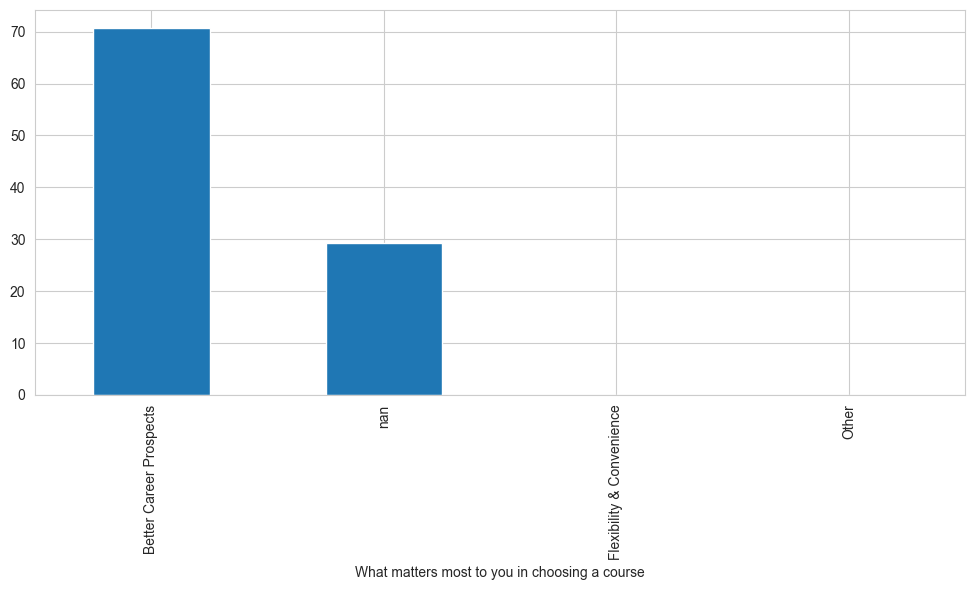 70
60
50
40
30
20
10
0
Better Career Prospects
nan
Flexibility & Convenience
Other
What matters most to you in choosing a course